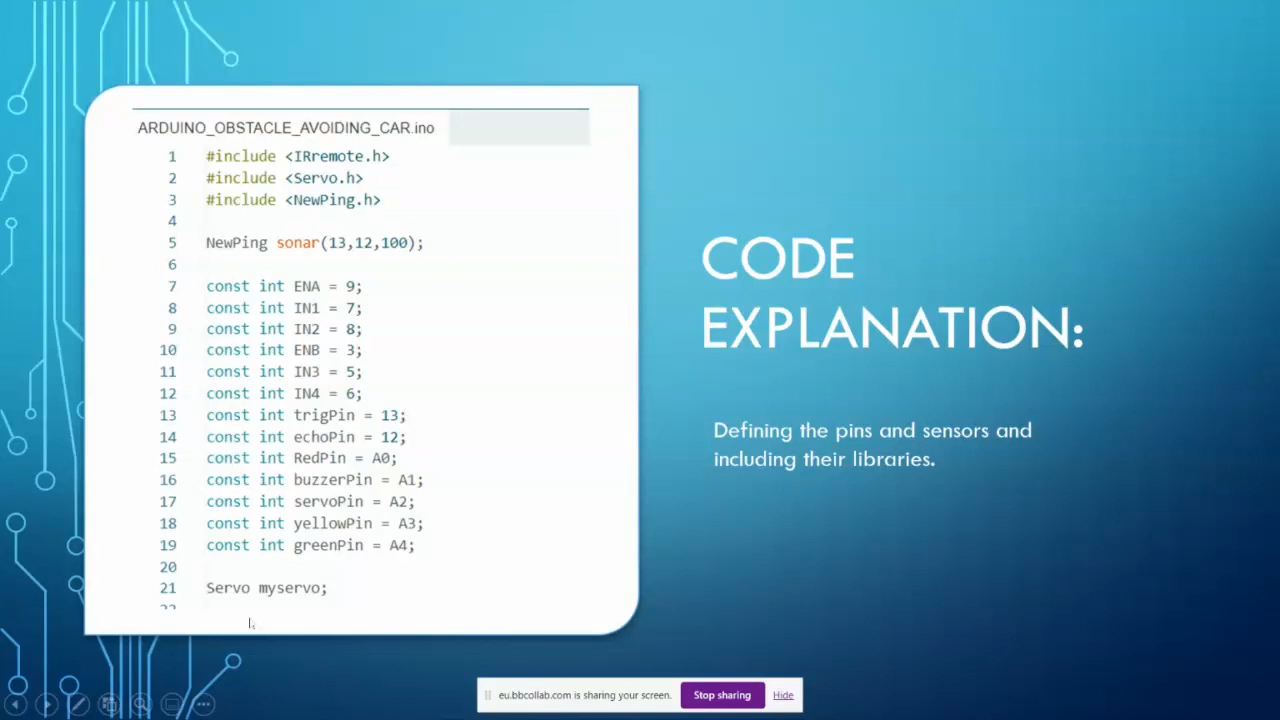 ARDUINO_OBSTACLE_AVOIDING_CAR.ino
1 #include <IRremote.h>
2 #include <Servo.h>
3 #include <NewPing.h>
4
5 NewPing sonar(13,12,100);
6
7 const int ENA = 9;
8 const int IN1 = 7;
9 const int IN2 = 8;
10 const int ENB = 3;
11 const int IN3 = 5;
12 const int IN4 = 6;
13 const int trigPin = 13;
14 const int echoPin = 12;
15 const int RedPin = A0;
16 const int buzzerPin = A1;
17 const int servoPin = A2;
18 const int yellowPin = A3;
19 const int greenPin = A4;
20
21 Servo myservo;
CODE
EXPLANATION:
Defining the pins and sensors and
including their libraries.
eu.bbcollab.com is sharing your screen. Stop sharing Hide